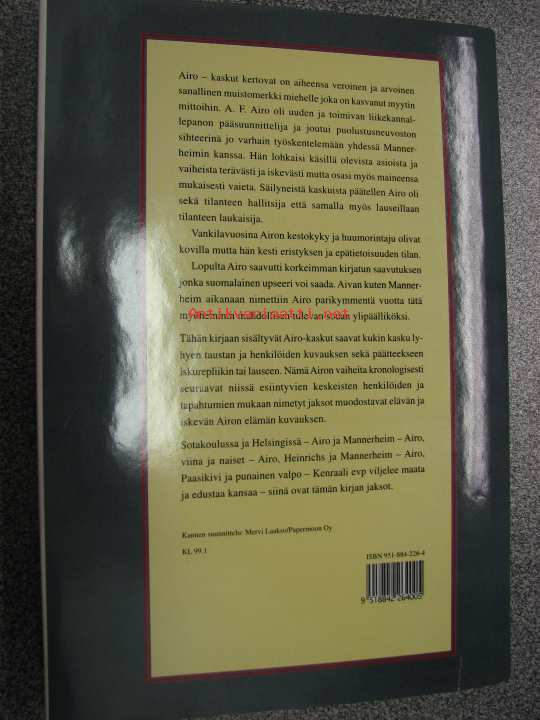 Airo – kaskut kertovat on aiheensa veroinen ja arvoinen
sanallinen muistomerkki miehelle joka on kasvanut myytin
mittoihin. A. F. Airo oli uuden ja toimivan liikekannal-
lepanon pääsuunnittelija ja joutui puolustusneuvoston
sihteerinä jo varhain työskentelemään yhdessä Manner-
heimin kanssa. Hän lohkaisi käsillä olevista asioista ja
vaiheista terävästi ja iskevästi mutta osasi myös maineensa
mukaisesti vaieta. Säilyneistä kaskuista päätellen Airo oli
sekä tilanteen hallitsija että samalla myös lauseillaan
tilanteen laukaisija.
Vankilavuosina Airon kestokyky ja huumorintaju olivat
kovilla mutta hän kesti eristyksen ja epätietoisuuden tilan.
Lopulta Airo saavutti korkeimman kirjatun saavutuksen
jonka suomalainen upseeri voi saada. Aivan kuten Manner-
heim aikanaan nimettiin Airo parikymmentä vuotta tätä
myöhemmin mahdollisen tulevan sodan ylipäälliköksi.
Antikvariaatti.net
Tähän kirjaan sisältyvät Airo-kaskut saavat kukin kasku ly-
hyen taustan ja henkilöiden kuvauksen sekä päätteekseen
iskurepliikin tai lauseen. Nämä Airon vaiheita kronologisesti
seuraavat niissä esiintyvien keskeisten henkilöiden ja
tapahtumien mukaan nimetyt jaksot muodostavat elävän ja
iskevän Airon elämän kuvauksen.
Sotakoulussa ja Helsingissä – Airo ja Mannerheim – Airo,
viina ja naiset – Airo, Heinrichs ja Mannerheim – Airo,
Paasikivi ja punainen valpo – Kenraali evp viljelee maata
ja edustaa kansaa – siinä ovat tämän kirjan jaksot.
Kannen suunnittelu: Mervi Laakso/Papermoon Oy
KL 99.1
ISBN 951-884-226-4
9 518842 264005